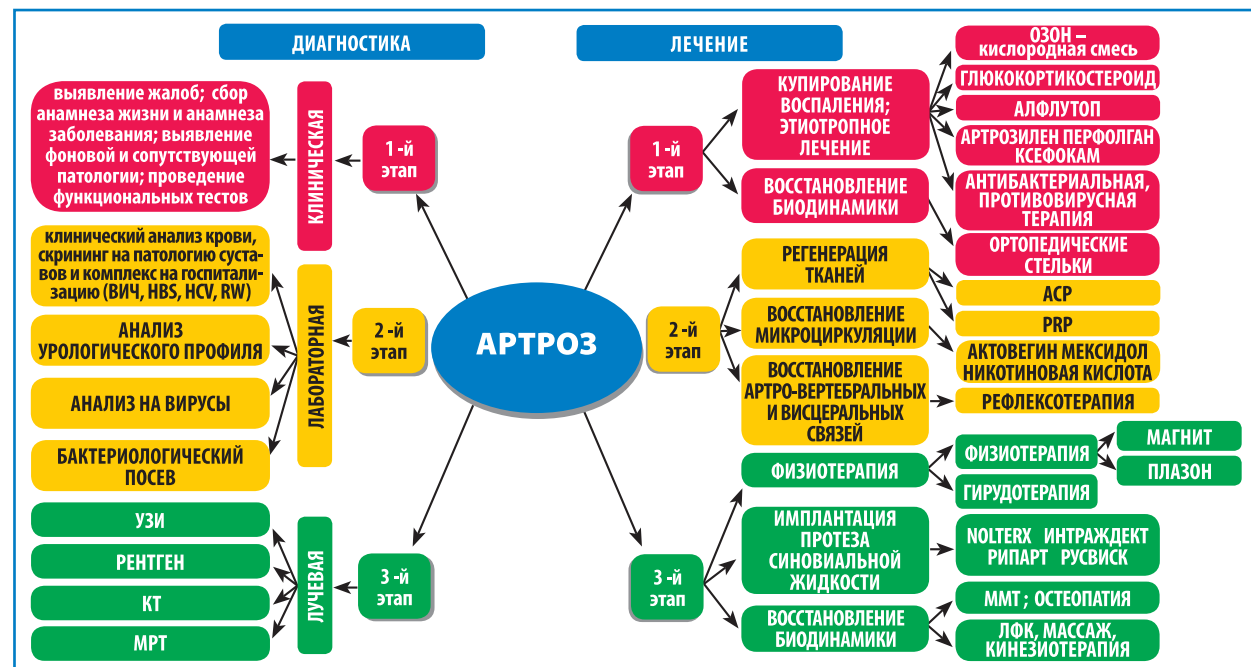 ДИАГНОСТИКА
ЛЕЧЕНИЕ
выявление жалоб; сбор
анамнеза жизни и анамнеза
заболевания; выявление
фоновой и сопутствующей
патологии; проведение
функциональных тестов
КЛИНИЧЕСКАЯ
1-й
этап
клинический анализ крови,
скрининг на патологию суста-
вов и комплекс на госпитали-
зацию (ВИЧ, HBS, HCV, RW)
АНАЛИЗ
УРОЛОГИЧЕСКОГО ПРОФИЛЯ
АНАЛИЗ НА ВИРУСЫ
БАКТЕРИОЛОГИЧЕСКИЙ
ПОСЕВ
ЛАБОРАТОРНАЯ
2-й
этап
УЗИ
РЕНТГЕН
КТ
МРТ
ЛУЧЕВАЯ
3-й
этап
АРТРОЗ
1-й
этап
КУПИРОВАНИЕ
ВОСПАЛЕНИЯ;
ЭТИОТРОПНОЕ
ЛЕЧЕНИЕ
ВОССТАНОВЛЕНИЕ
БИОДИНАМИКИ
ОЗОН –
кислородная смесь
ГЛЮКОКОРТИКОСТЕРОИД
АЛФЛУТОП
АРТРОЗИЛЕН ПЕРФОЛГАН
КСЕФОКАМ
АНТИБАКТЕРИАЛЬНАЯ,
ПРОТИВОВИРУСНАЯ
ТЕРАПИЯ
ОРТОПЕДИЧЕСКИЕ
СТЕЛЬКИ
2-й
этап
РЕГЕНЕРАЦИЯ
ТКАНЕЙ
ВОССТАНОВЛЕНИЕ
МИКРОЦИРКУЛЯЦИИ
ВОССТАНОВЛЕНИЕ
АРТРО-ВЕРТЕБРАЛЬНЫХ
И ВИСЦЕРАЛЬНЫХ
СВЯЗЕЙ
ACP
PRP
АКТОВЕГИН МЕКСИДОЛ
НИКОТИНОВАЯ КИСЛОТА
РЕФЛЕКСОТЕРАПИЯ
3-й
этап
ФИЗИОТЕРАПИЯ
ИМПЛАНТАЦИЯ
ПРОТЕЗА
СИНОВИАЛЬНОЙ
ЖИДКОСТИ
ВОССТАНОВЛЕНИЕ
БИОДИНАМИКИ
ФИЗИОТЕРАПИЯ
МАГНИТ
ПЛАЗОН
ГИРУДОТЕРАПИЯ
NOLTERX ИНТРАЖДЕКТ
РИПАРТ РУСВИСК
ММТ; ОСТЕОПАТИЯ
ЛФК, МАССАЖ,
КИНЕЗИОТЕРАПИЯ